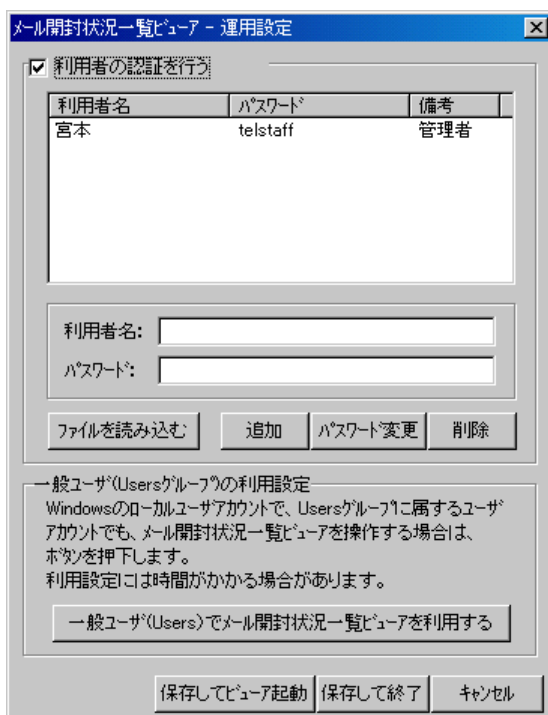 メール開封状況一覧ビューア - 運用設定
利用者の認証を行う
利用者名 パスワード 備考
宮本 telstaff 管理者
利用者名:
パスワード:
ファイルを読み込む 追加 パスワード変更 削除
一般ユーザ(Usersグループ)の利用設定
Windowsのローカルユーザアカウントで、Usersグループに属するユーザ
アカウントでも、メール開封状況一覧ビューアを操作する場合は、
ボタンを押下します。
利用設定には時間がかかる場合があります。
一般ユーザ(Users)でメール開封状況一覧ビューアを利用する
保存してビューア起動 保存して終了 キャンセル